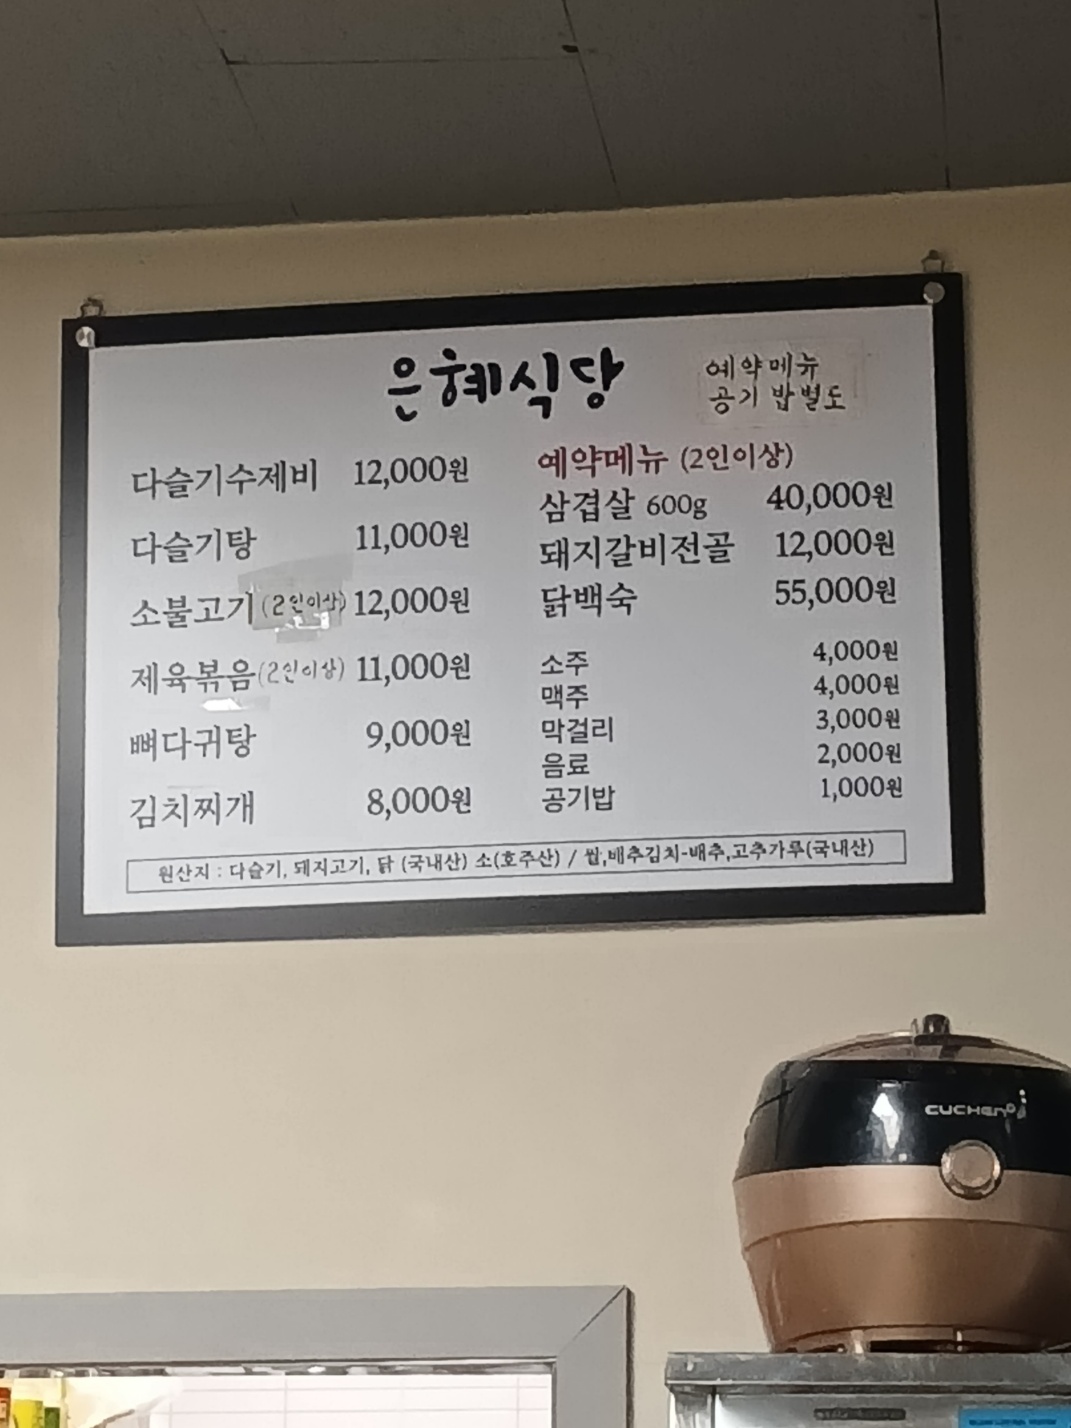 은혜식당
예약메뉴
공기 밥별도
다슬기수제비 12,000원
다슬기탕 11,000원
소불고기 (2인이상) 12,000원
제육볶음 (2인이상) 11,000원
뼈다귀탕 9,000원
김치찌개 8,000원
예약메뉴 (2인이상)
삼겹살 600g 40,000원
돼지갈비전골 12,000원
닭백숙 55,000원
소주 4,000원
맥주 4,000원
막걸리 3,000원
음료 2,000원
공기밥 1,000원
원산지 : 다슬기, 돼지고기, 닭 (국내산) 소(호주산) / 쌀,배추김치-배추,고추가루(국내산)
CUCHEN